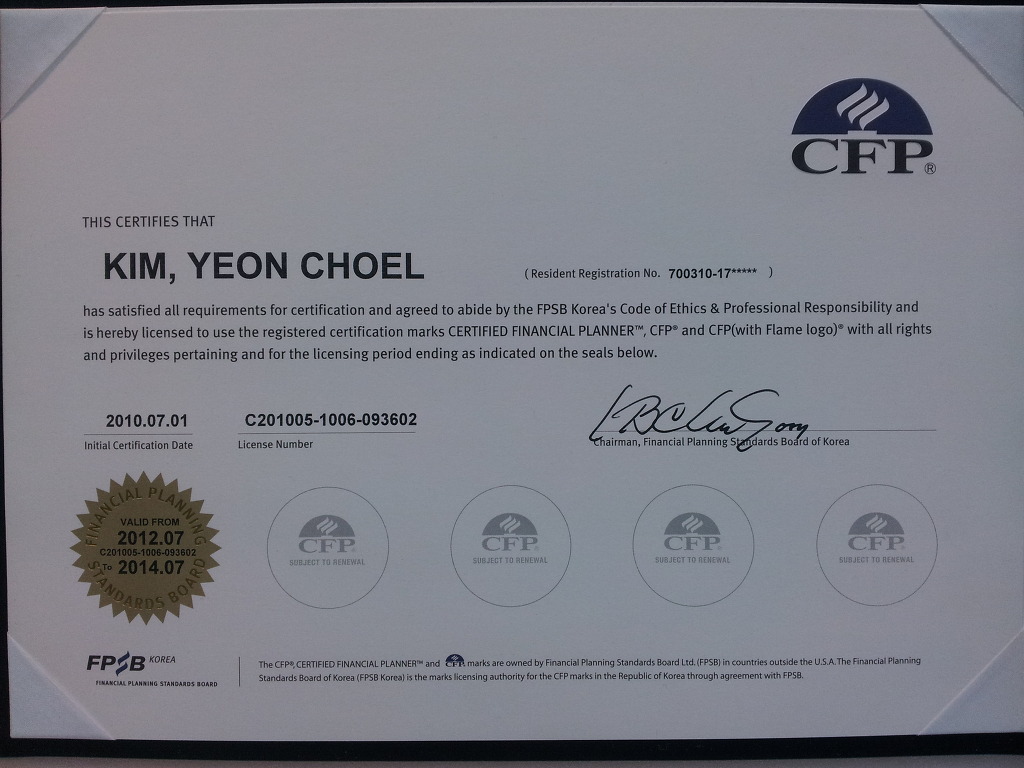 CFP®
THIS CERTIFIES THAT
KIM, YEON CHOEL
( Resident Registration No. 700310-17***** )
has satisfied all requirements for certification and agreed to abide by the FPSB Korea's Code of Ethics & Professional Responsibility and
is hereby licensed to use the registered certification marks CERTIFIED FINANCIAL PLANNER™, CFP® and CFP(with Flame logo)® with all rights
and privileges pertaining and for the licensing period ending as indicated on the seals below.
2010.07.01
Initial Certification Date
C201005-1006-093602
License Number
Chairman, Financial Planning Standards Board of Korea
FINANCIAL PLANNING
VALID FROM
2012.07
C201005-1006-093602
To 2014.07
STANDARDS BOARD
CFP®
SUBJECT TO RENEWAL
CFP®
SUBJECT TO RENEWAL
CFP®
SUBJECT TO RENEWAL
CFP®
SUBJECT TO RENEWAL
FPSB KOREA
FINANCIAL PLANNING STANDARDS BOARD
The CFP®, CERTIFIED FINANCIAL PLANNER™ and CFP marks are owned by Financial Planning Standards Board Ltd. (FPSB) in countries outside the U.S.A. The Financial Planning
Standards Board of Korea (FPSB Korea) is the marks licensing authority for the CFP marks in the Republic of Korea through agreement with FPSB.